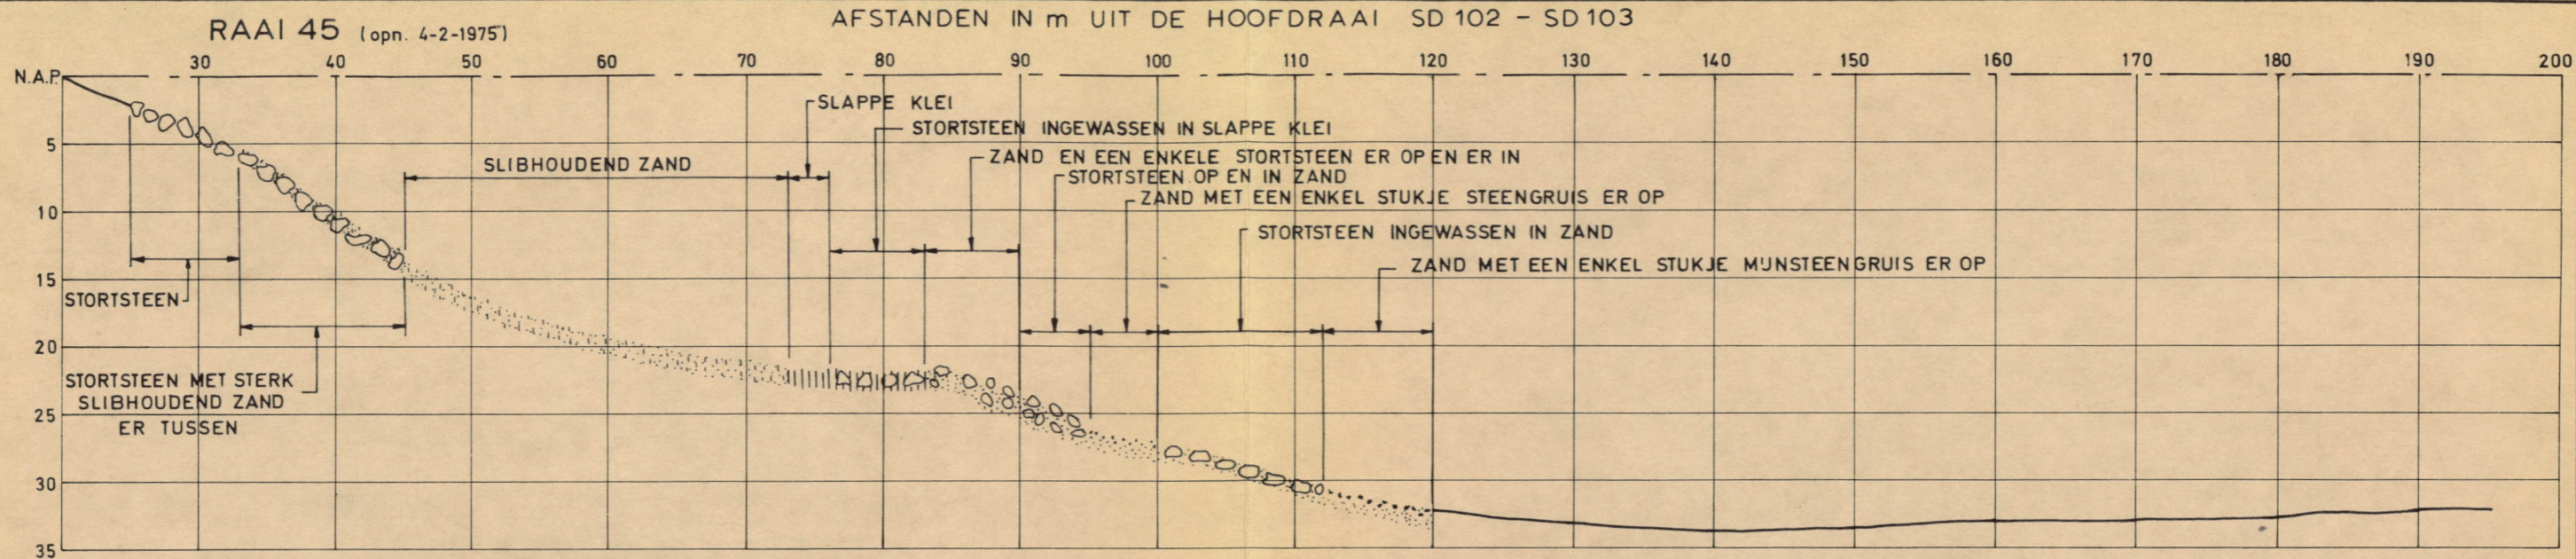 AFSTANDEN IN m UIT DE HOOFDRAAI SD 102 - SD 103
RAAI 45 (opn. 4-2-1975)
30 40 50 60 70 80 90 100 110 120 130 140 150 160 170 180 190 200
N.A.P.
SLAPPE KLEI
STORTSTEEN INGEWASSEN IN SLAPPE KLEI
5
ZAND EN EEN ENKELE STORTSTEEN ER OP EN ER IN
SLIBHOUDEND ZAND
STORTSTEEN OP EN IN ZAND
ZAND MET EEN ENKEL STUKJE STEENGRUIS ER OP
10
STORTSTEEN INGEWASSEN IN ZAND
ZAND MET EEN ENKEL STUKJE MIJNSTEENGRUIS ER OP
15
STORTSTEEN
20
STORTSTEEN MET STERK
SLIBHOUDEND ZAND
25
ER TUSSEN
30
35